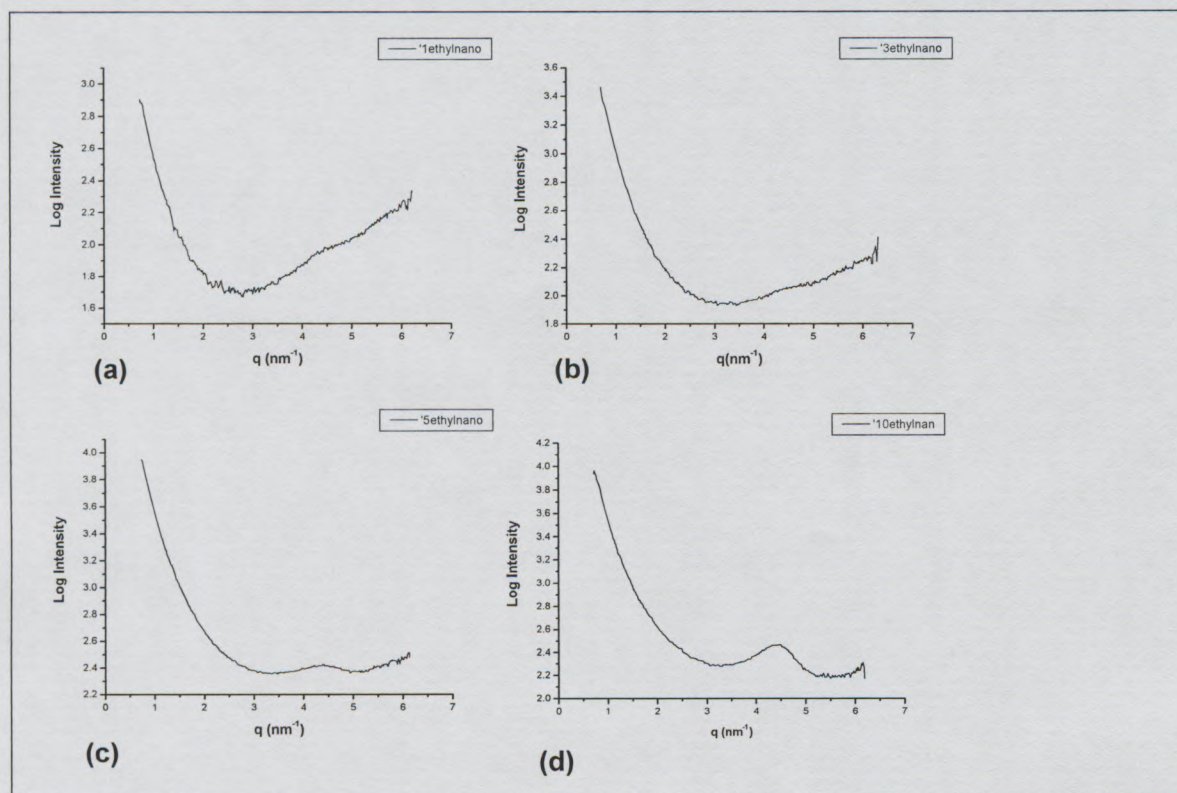 '1ethylnano
3.0
2.8
2.6
2.4
2.2
2.0
1.8
1.6
Log Intensity
0 1 2 3 4 5 6 7
q (nm⁻¹)
(a)
'3ethylnano
3.6
3.4
3.2
3.0
2.8
2.6
2.4
2.2
2.0
1.8
Log Intensity
0 1 2 3 4 5 6 7
q(nm⁻¹)
(b)
'5ethylnano
4.0
3.8
3.6
3.4
3.2
3.0
2.8
2.6
2.4
2.2
Log Intensity
0 1 2 3 4 5 6 7
q (nm⁻¹)
(c)
'10ethylnan
4.2
4.0
3.8
3.6
3.4
3.2
3.0
2.8
2.6
2.4
2.2
2.0
Log Intensity
0 1 2 3 4 5 6 7
q (nm⁻¹)
(d)